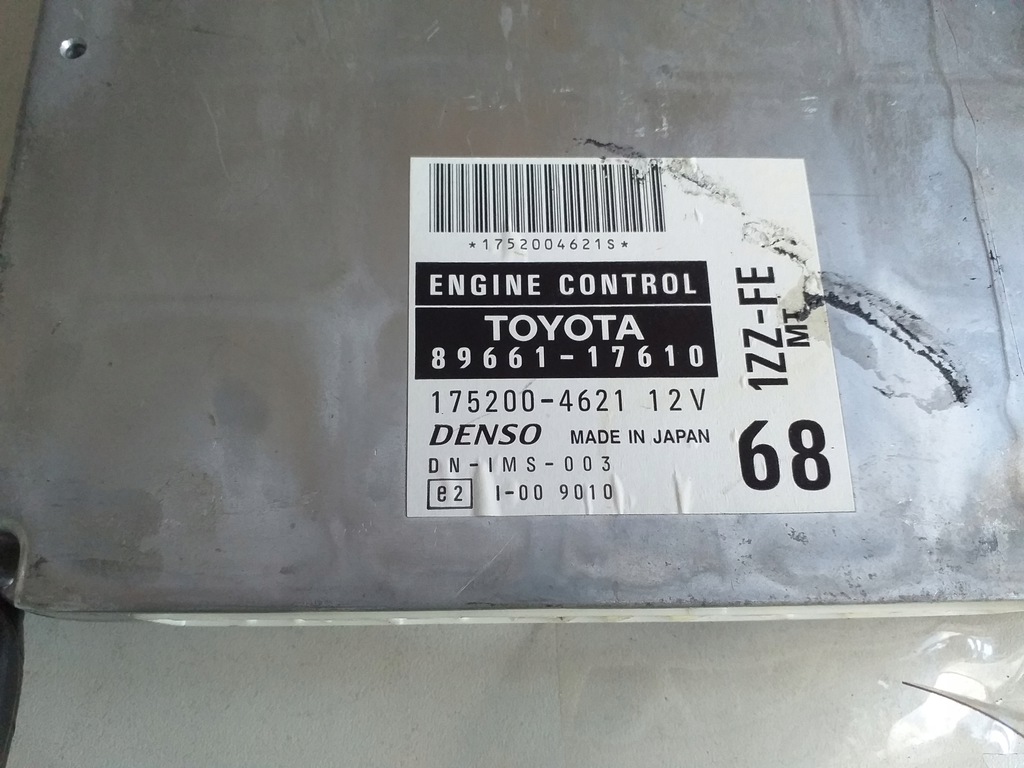 *1752004621S*
ENGINE CONTROL
TOYOTA
89661-17610
175200-4621 12V
DENSO MADE IN JAPAN
DN-IMS-003
e2 I-00 9010
1ZZ-FE
MT
68